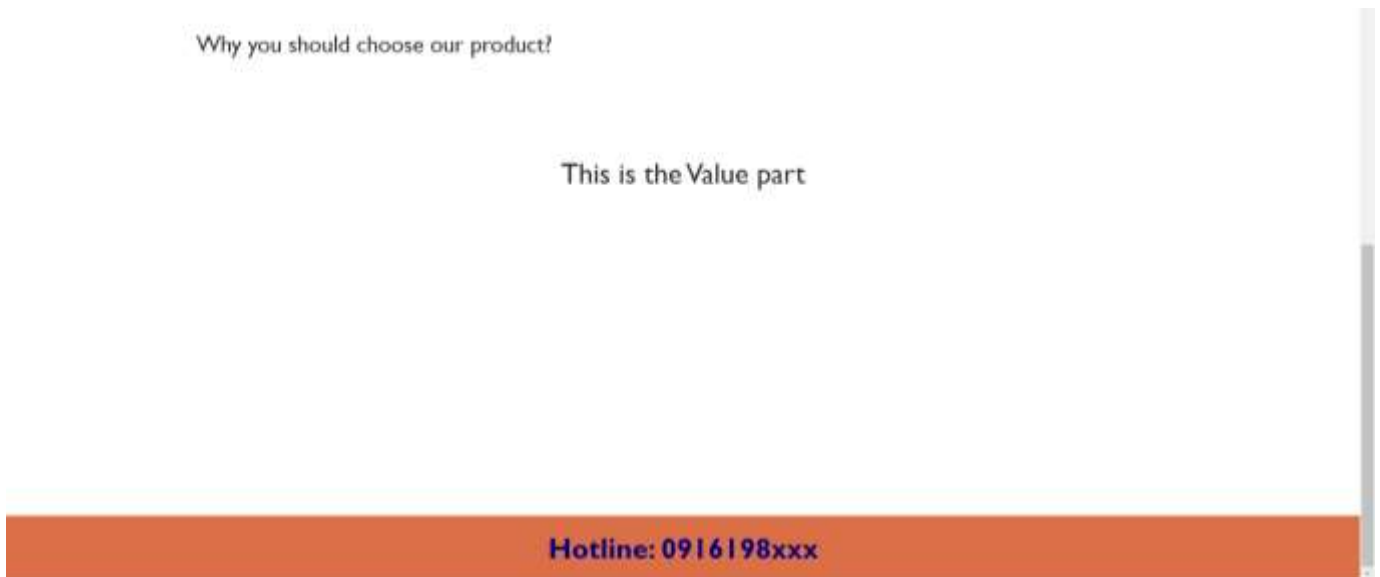 Why you should choose our product?
This is the Value part
Hotline: 0916198xxx